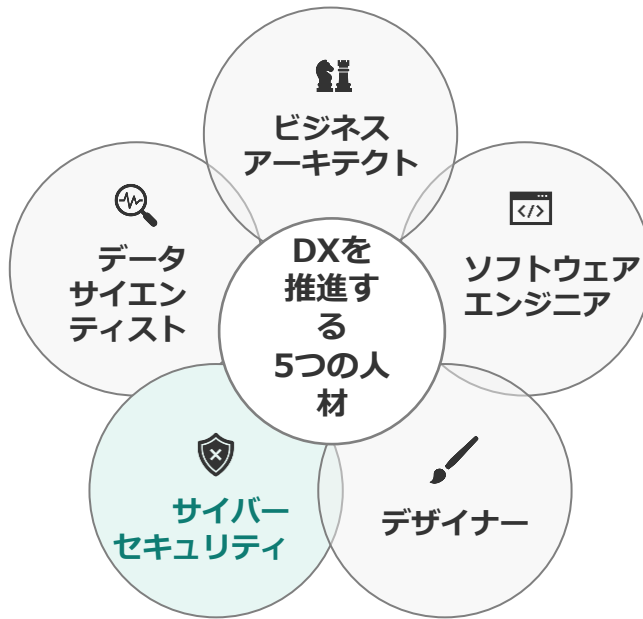 ビジネス
アーキテクト
データ
サイエン
ティスト
DXを
推進す
る
5つの人
材
</>
ソフトウェア
エンジニア
サイバー
セキュリティ
デザイナー